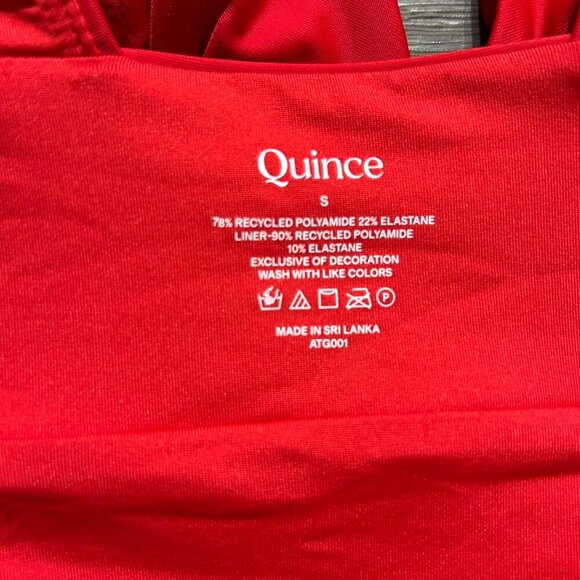 Quince
S
78% RECYCLED POLYAMIDE 22% ELASTANE
LINER-90% RECYCLED POLYAMIDE
10% ELASTANE
EXCLUSIVE OF DECORATION
WASH WITH LIKE COLORS
P
MADE IN SRI LANKA
ATG001